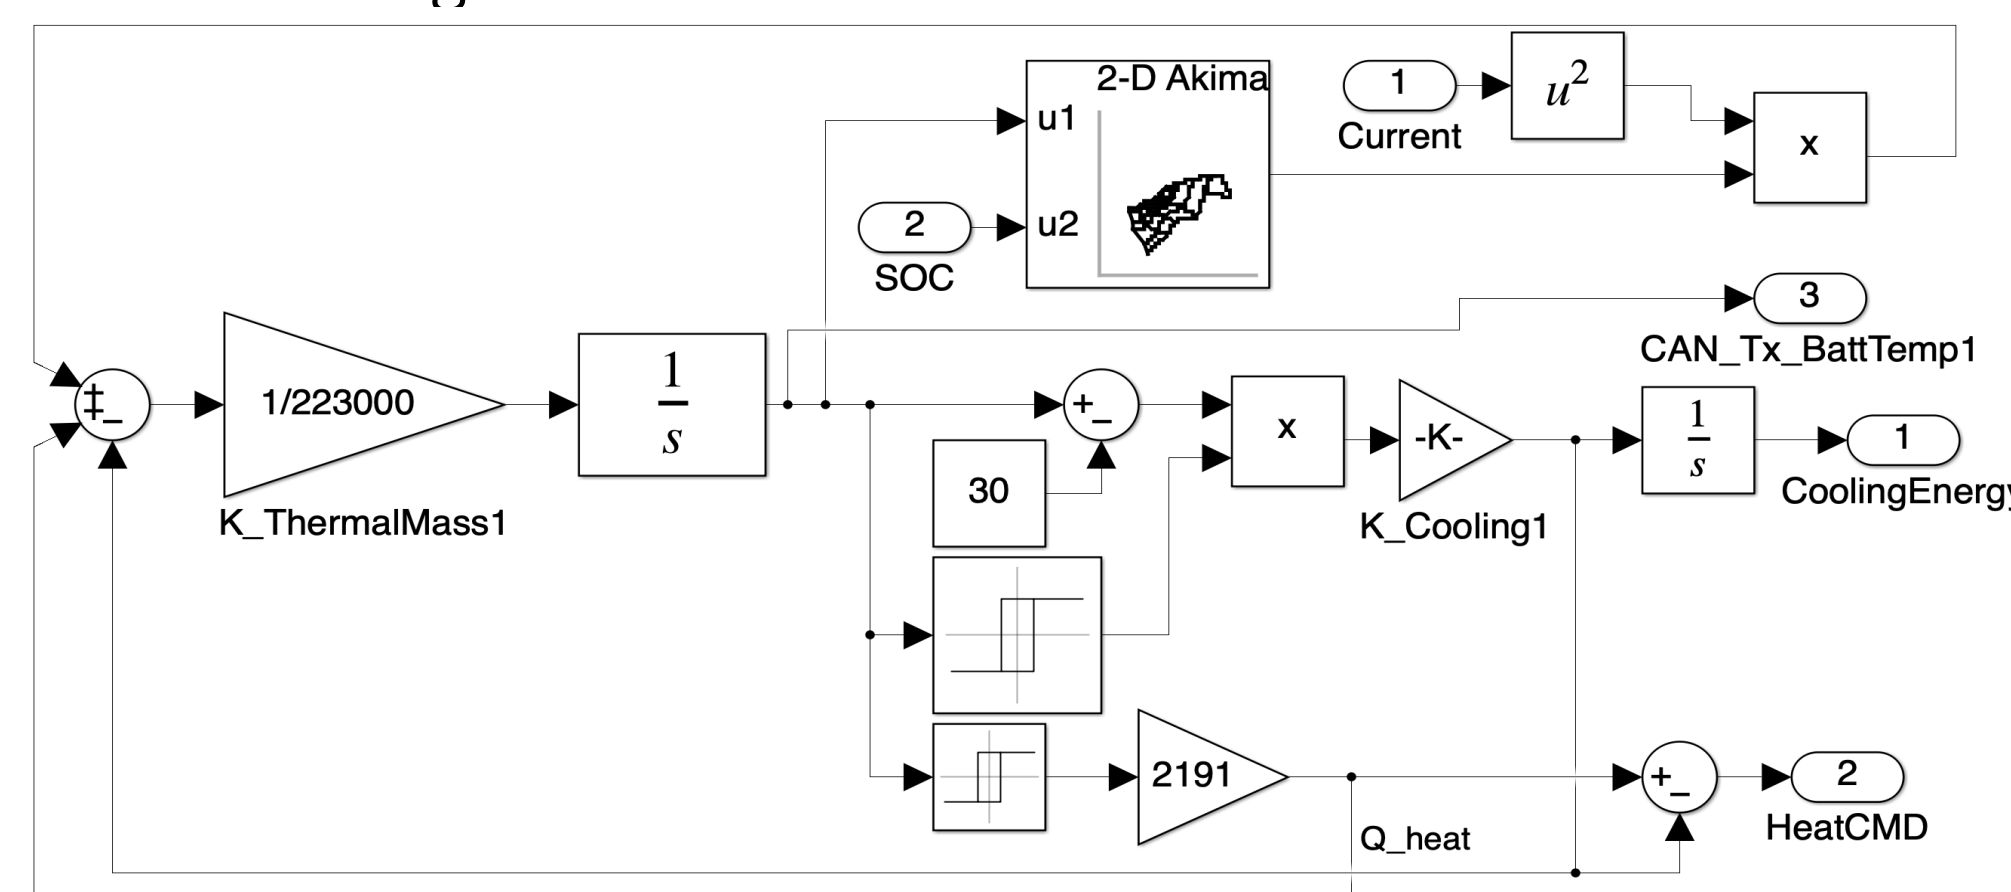 2-D Akima
u1
u2
1
Current
u²
x
2
SOC
3
CAN_Tx_BattTemp1
+
+
-
1/223000
K_ThermalMass1
1
s
+
-
30
x
-K-
K_Cooling1
1
s
1
CoolingEnergy
2191
Q_heat
+
-
2
HeatCMD